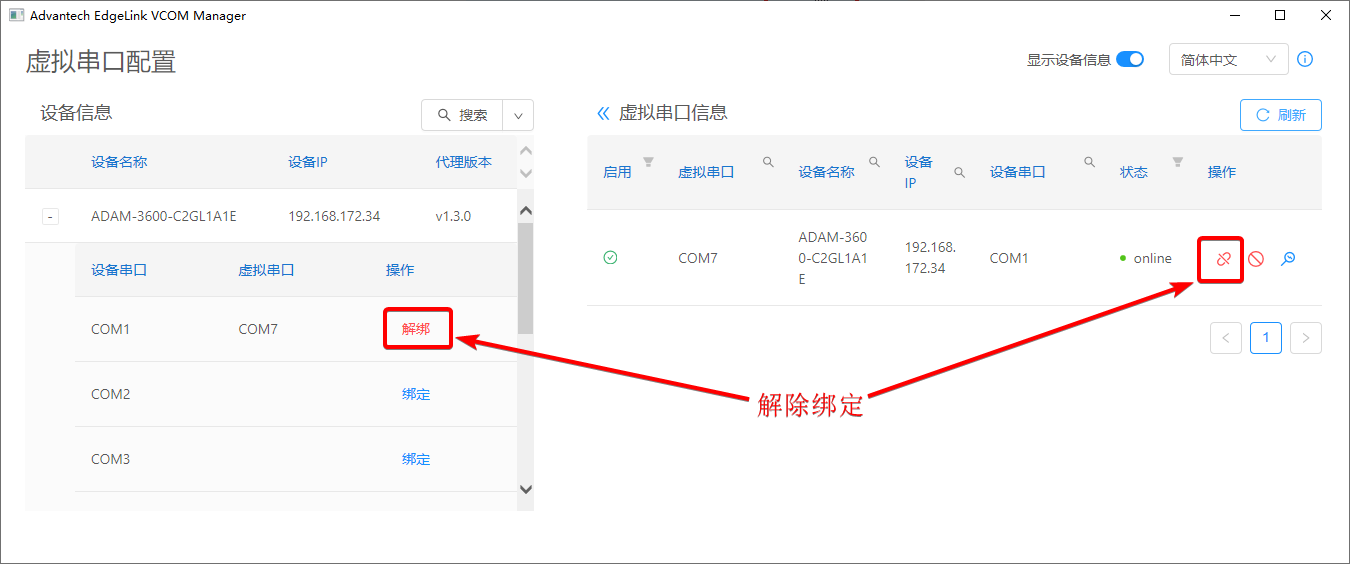 Advantech EdgeLink VCOM Manager
虚拟串口配置
显示设备信息
简体中文
设备信息
搜索
设备名称 设备IP 代理版本
- ADAM-3600-C2GL1A1E 192.168.172.34 v1.3.0
设备串口 虚拟串口 操作
COM1 COM7 解绑
COM2 绑定
COM3 绑定
虚拟串口信息
刷新
启用 虚拟串口 设备名称 设备
IP 设备串口 状态 操作
COM7 ADAM-360
0-C2GL1A1
E 192.168.
172.34 COM1 online
< 1 >
解除绑定